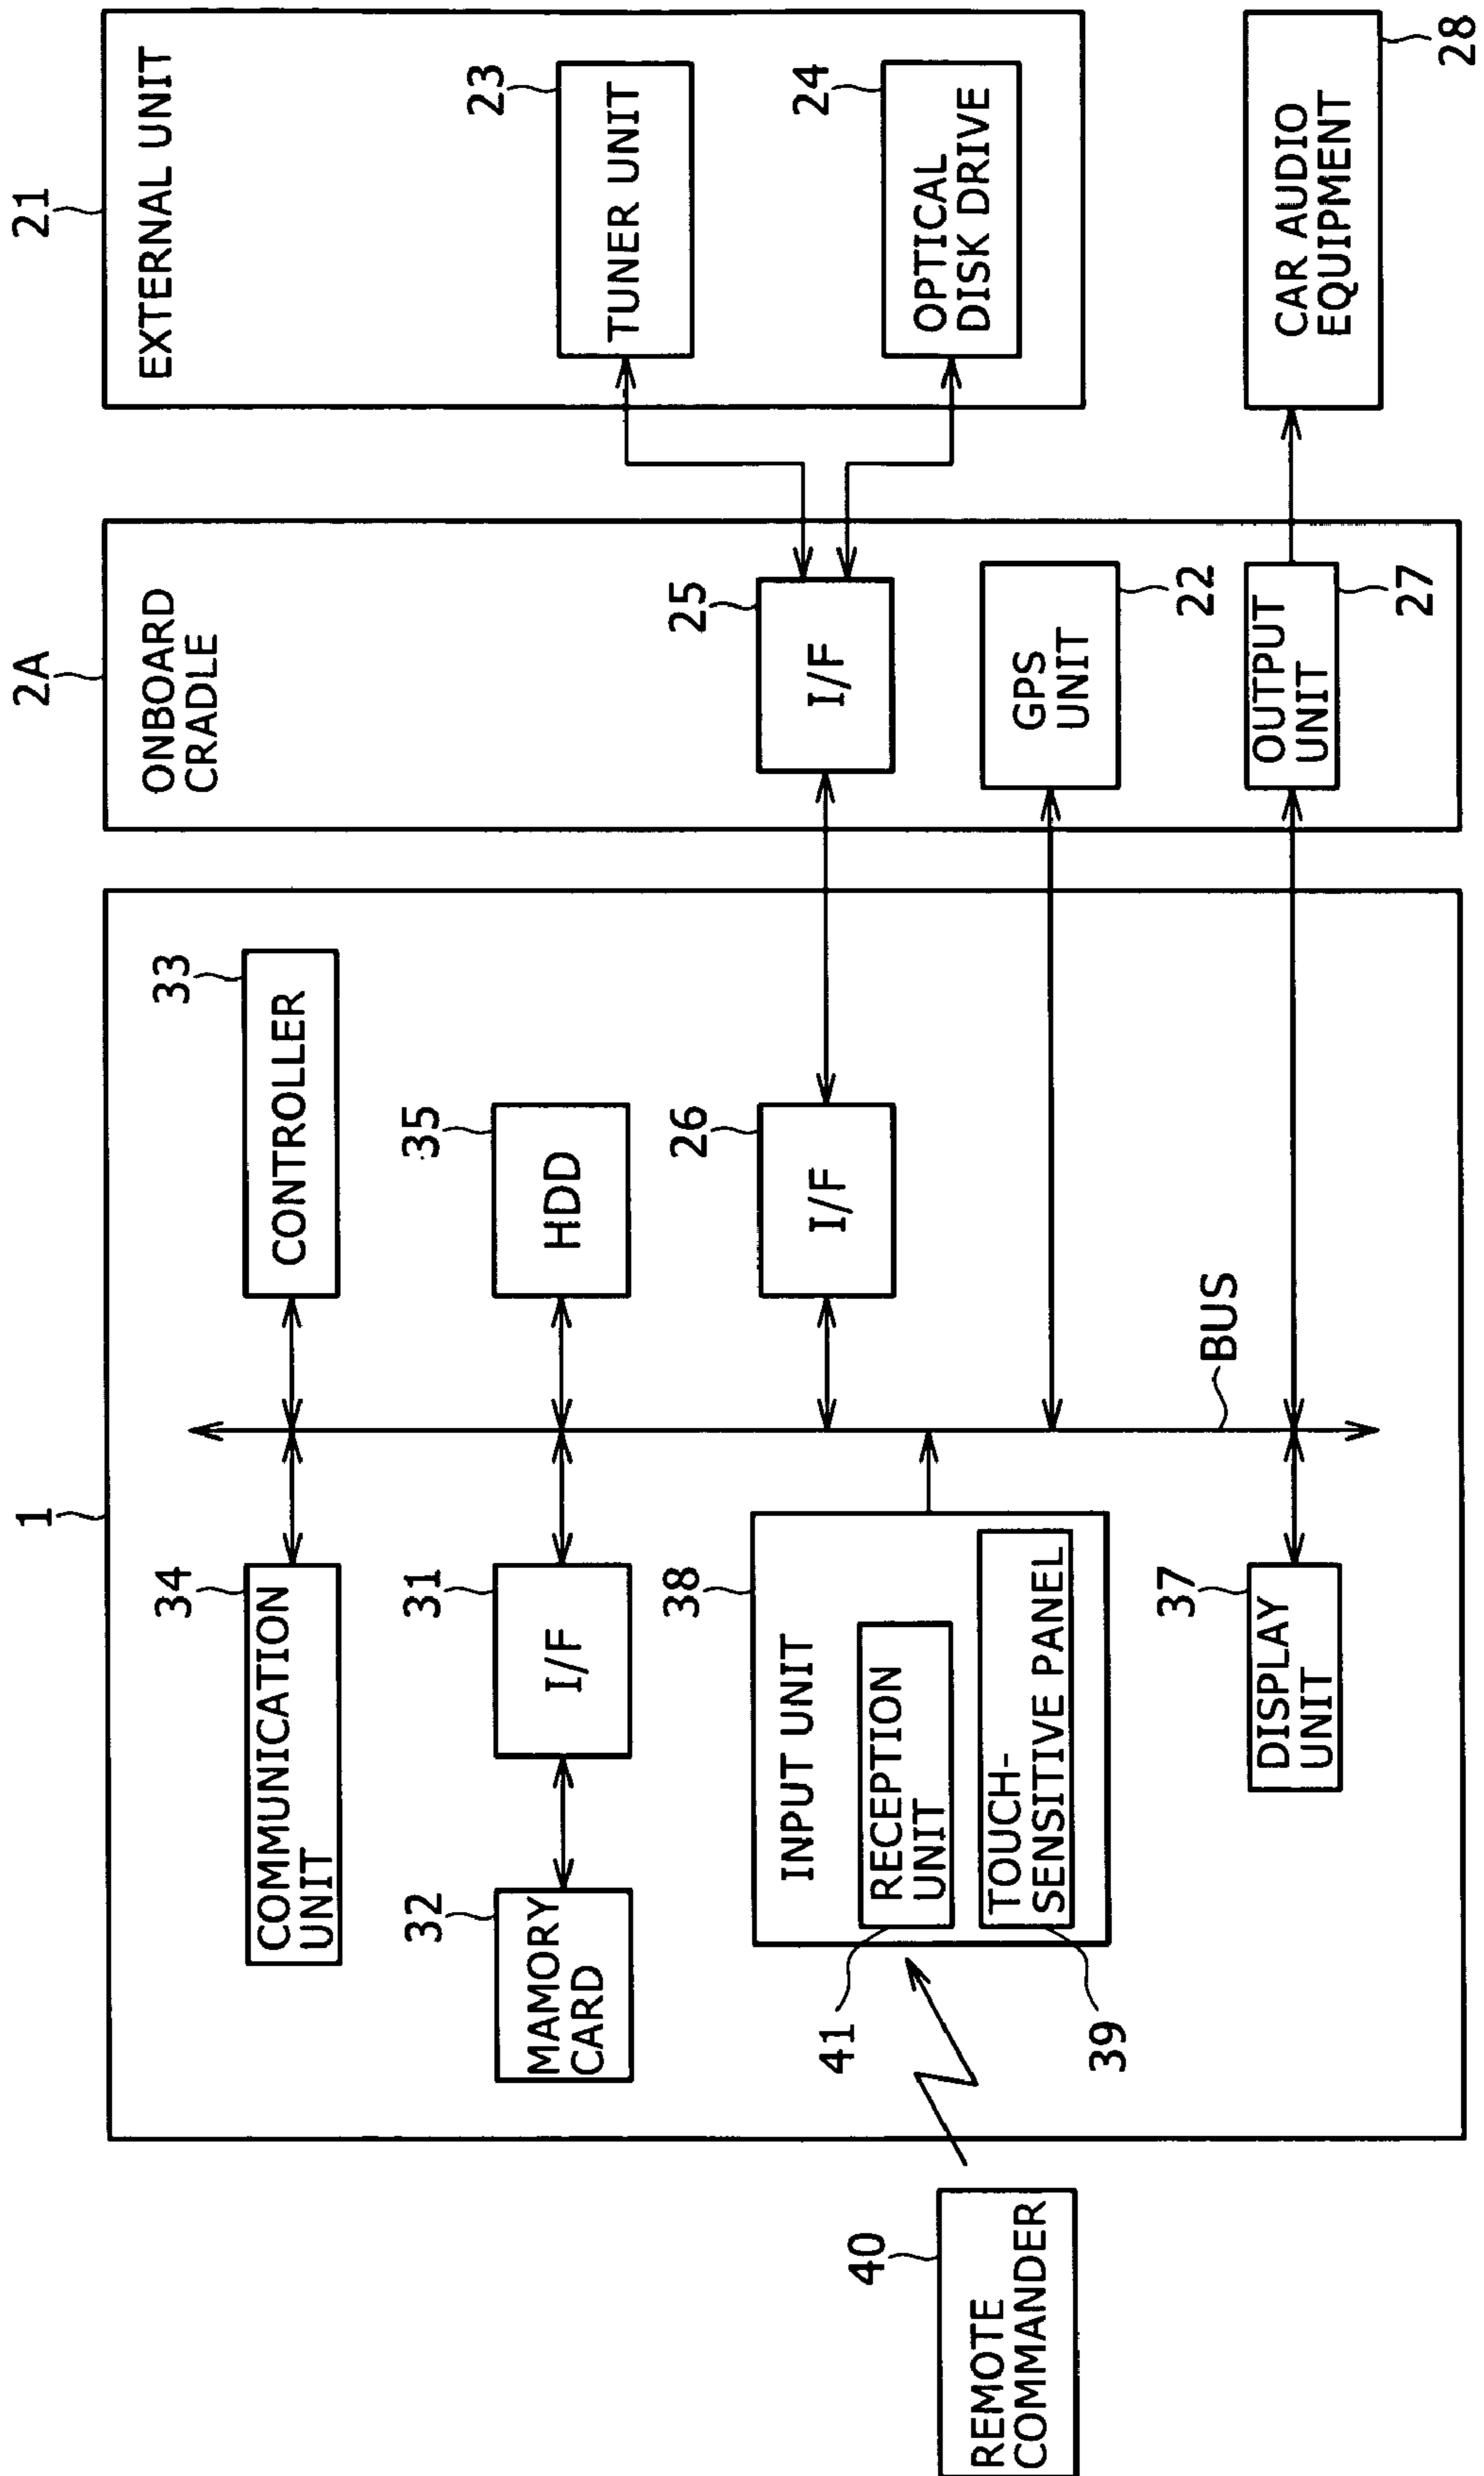 1
2A
21
COMMUNICATION
UNIT
34
CONTROLLER
33
ONBOARD
CRADLE
EXTERNAL UNIT
MAMORY
CARD
32
I/F
31
HDD
35
TUNER UNIT
23
INPUT UNIT
38
RECEPTION
UNIT
41
TOUCH-
SENSITIVE PANEL
39
I/F
26
I/F
25
OPTICAL
DISK DRIVE
24
REMOTE
COMMANDER
40
GPS
UNIT
22
BUS
DISPLAY
UNIT
37
OUTPUT
UNIT
27
CAR AUDIO
EQUIPMENT
28